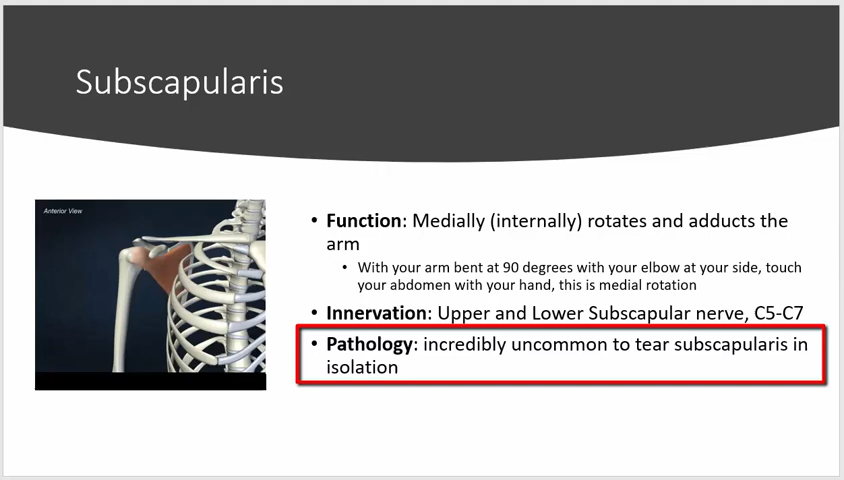 Subscapularis
Anterior View
• Function: Medially (internally) rotates and adducts the
arm
• With your arm bent at 90 degrees with your elbow at your side, touch
your abdomen with your hand, this is medial rotation
• Innervation: Upper and Lower Subscapular nerve, C5-C7
• Pathology: incredibly uncommon to tear subscapularis in
isolation